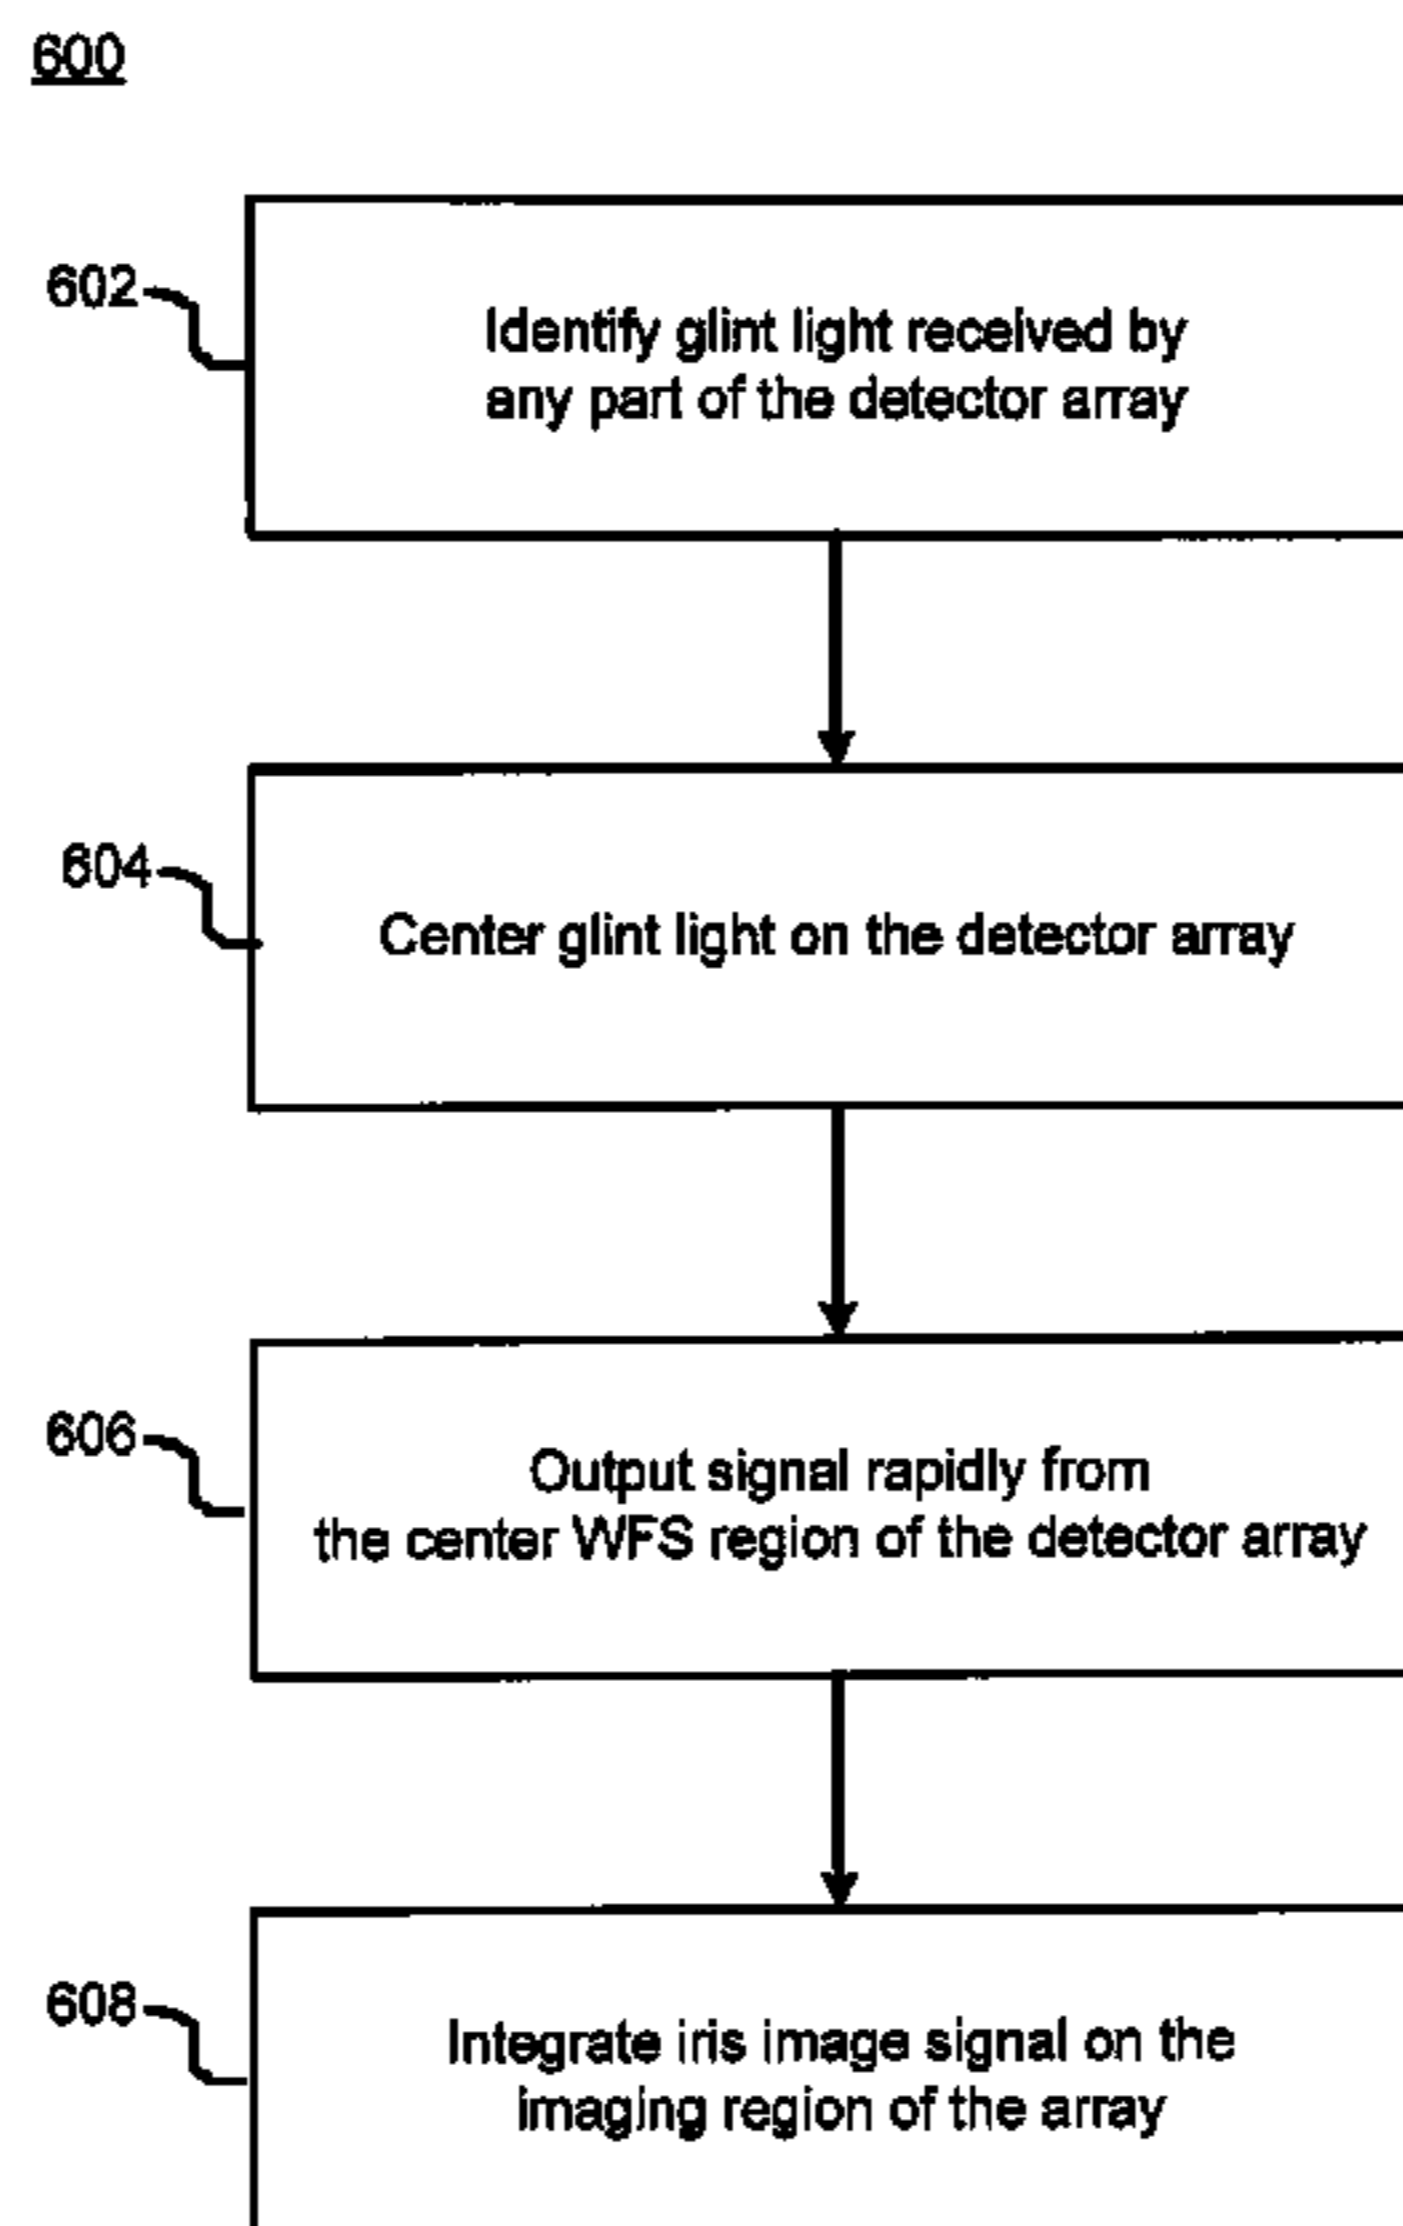 600
602
Identify glint light received by
any part of the detector array
604
Center glint light on the detector array
606
Output signal rapidly from
the center WFS region of the detector array
608
Integrate iris image signal on the
imaging region of the array